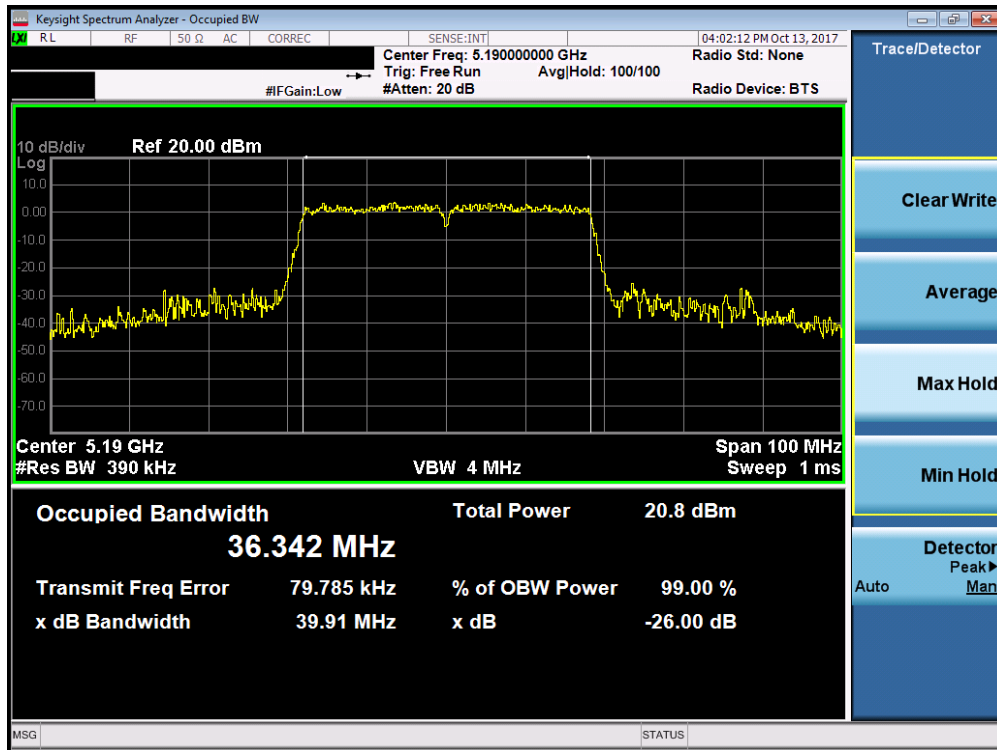 Keysight Spectrum Analyzer - Occupied BW
LXI RL RF 50 Ω AC CORREC SENSE:INT 04:02:12 PM Oct 13, 2017
Center Freq: 5.190000000 GHz Radio Std: None
Trig: Free Run Avg|Hold: 100/100
#IFGain:Low #Atten: 20 dB Radio Device: BTS
10 dB/div Ref 20.00 dBm
Log
10.0
0.00
-10.0
-20.0
-30.0
-40.0
-50.0
-60.0
-70.0
Center 5.19 GHz Span 100 MHz
#Res BW 390 kHz VBW 4 MHz Sweep 1 ms
Occupied Bandwidth Total Power 20.8 dBm
36.342 MHz
Transmit Freq Error 79.785 kHz % of OBW Power 99.00 %
x dB Bandwidth 39.91 MHz x dB -26.00 dB
MSG STATUS
Trace/Detector
Clear Write
Average
Max Hold
Min Hold
Detector
Peak▶
Auto Man